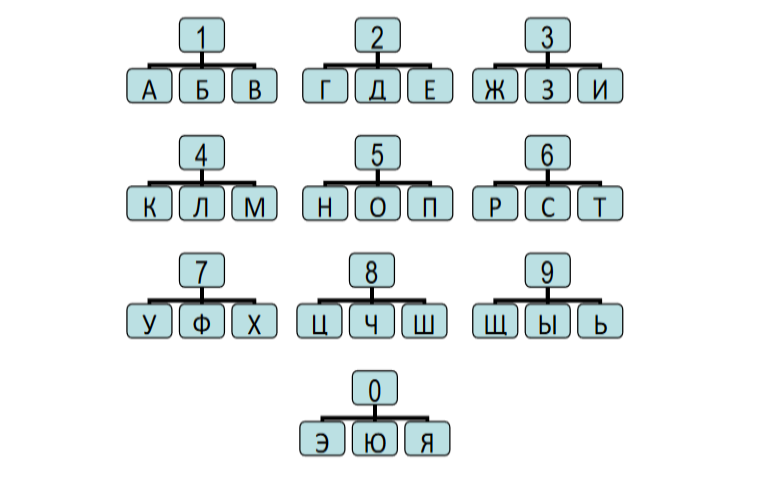 1 2 3
А Б В Г Д Е Ж З И
4 5 6
К Л М Н О П Р С Т
7 8 9
У Ф Х Ц Ч Ш Щ Ы Ь
0
Э Ю Я